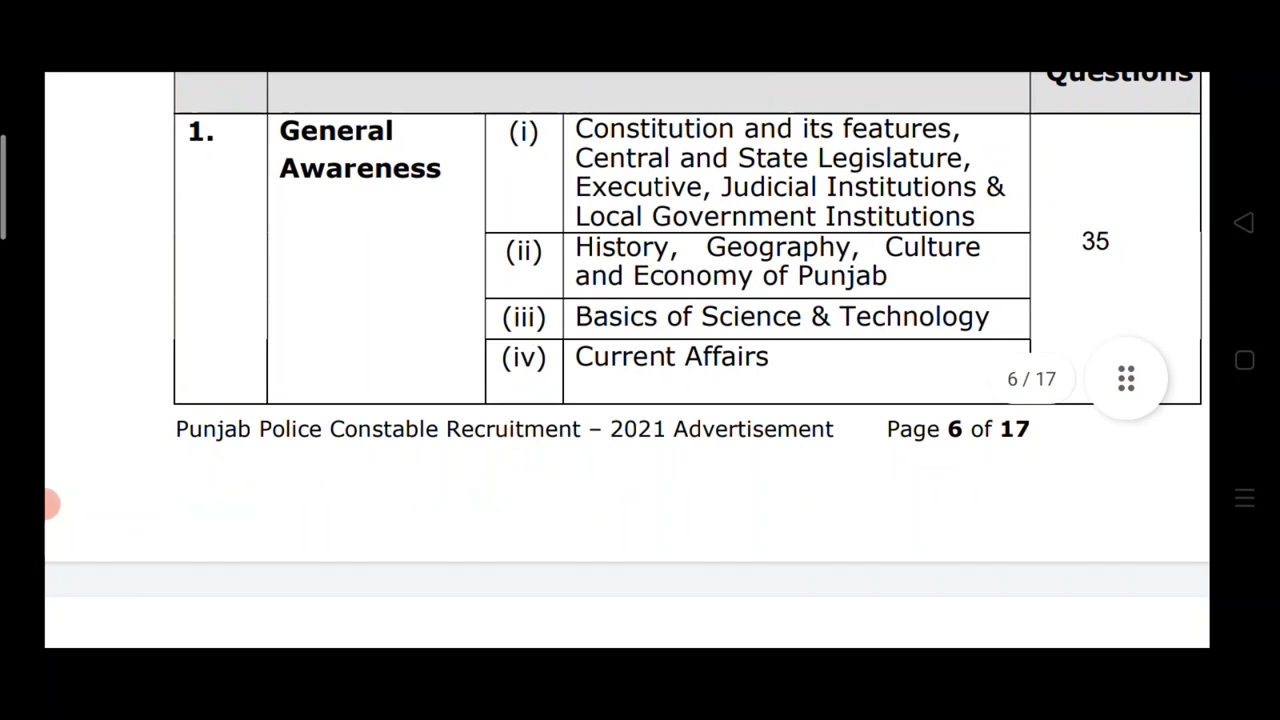 Questions
1.
General
Awareness
(i)
Constitution and its features,
Central and State Legislature,
Executive, Judicial Institutions &
Local Government Institutions
35
(ii)
History, Geography, Culture
and Economy of Punjab
(iii)
Basics of Science & Technology
(iv)
Current Affairs
6 / 17
Punjab Police Constable Recruitment – 2021 Advertisement Page 6 of 17